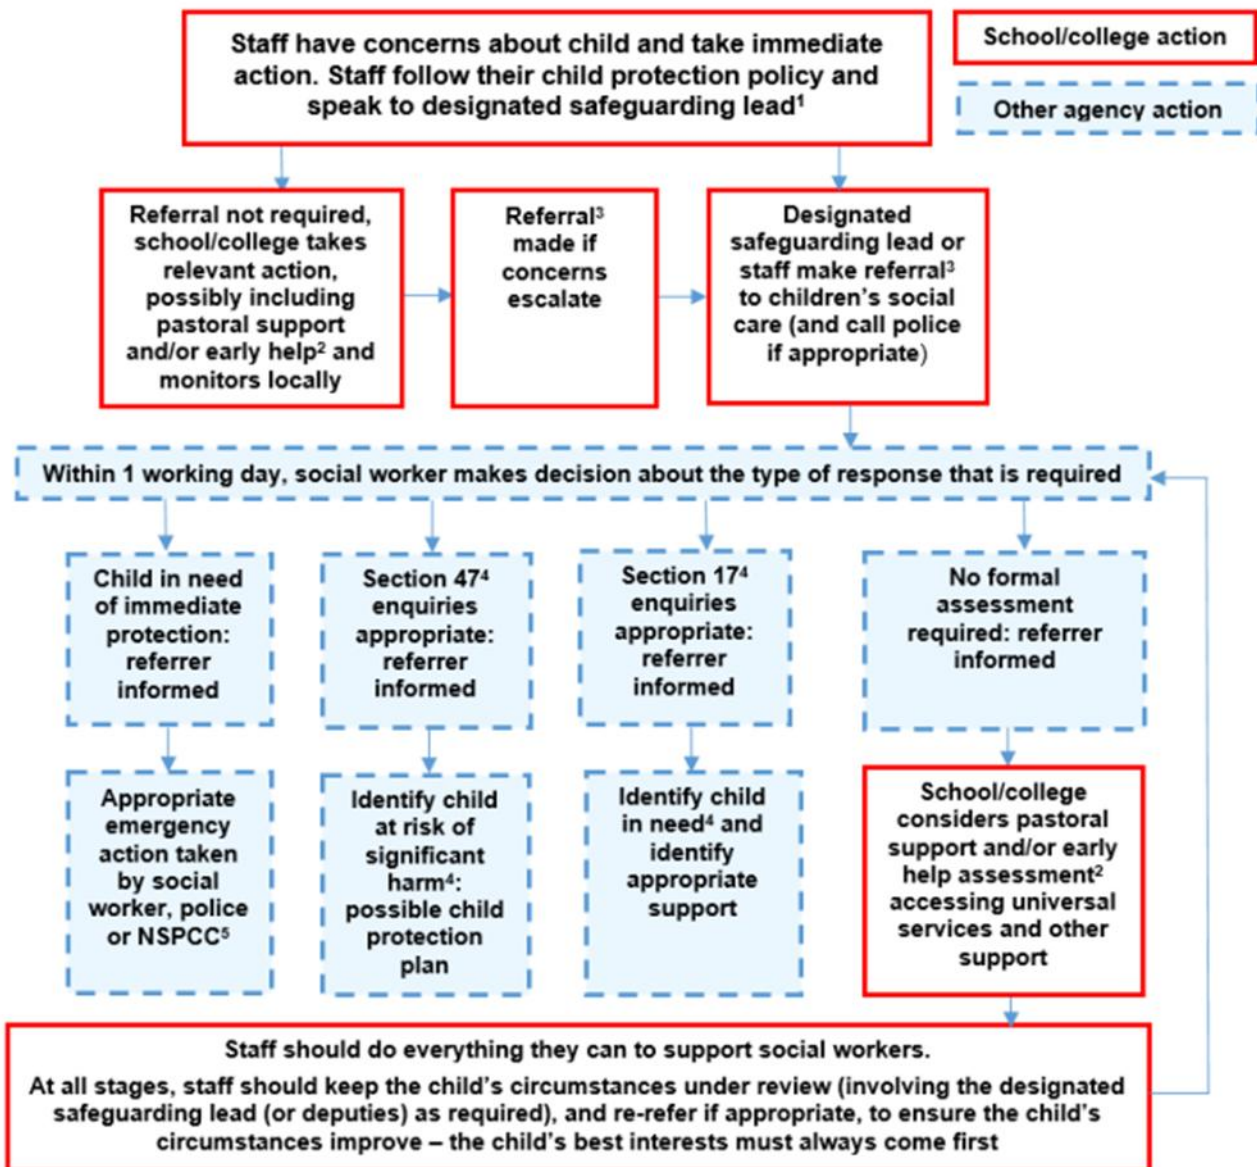 Staff have concerns about child and take immediate
action. Staff follow their child protection policy and
speak to designated safeguarding lead¹
School/college action
Other agency action
Referral not required,
school/college takes
relevant action,
possibly including
pastoral support
and/or early help² and
monitors locally
Referral³
made if
concerns
escalate
Designated
safeguarding lead or
staff make referral³
to children’s social
care (and call police
if appropriate)
Within 1 working day, social worker makes decision about the type of response that is required
Child in need
of immediate
protection:
referrer
informed
Section 47⁴
enquiries
appropriate:
referrer
informed
Section 17⁴
enquiries
appropriate:
referrer
informed
No formal
assessment
required: referrer
informed
Appropriate
emergency
action taken
by social
worker, police
or NSPCC⁵
Identify child
at risk of
significant
harm⁴:
possible child
protection
plan
Identify child
in need⁴ and
identify
appropriate
support
School/college
considers pastoral
support and/or early
help assessment²
accessing universal
services and other
support
Staff should do everything they can to support social workers.
At all stages, staff should keep the child’s circumstances under review (involving the designated
safeguarding lead (or deputies) as required), and re-refer if appropriate, to ensure the child’s
circumstances improve – the child’s best interests must always come first